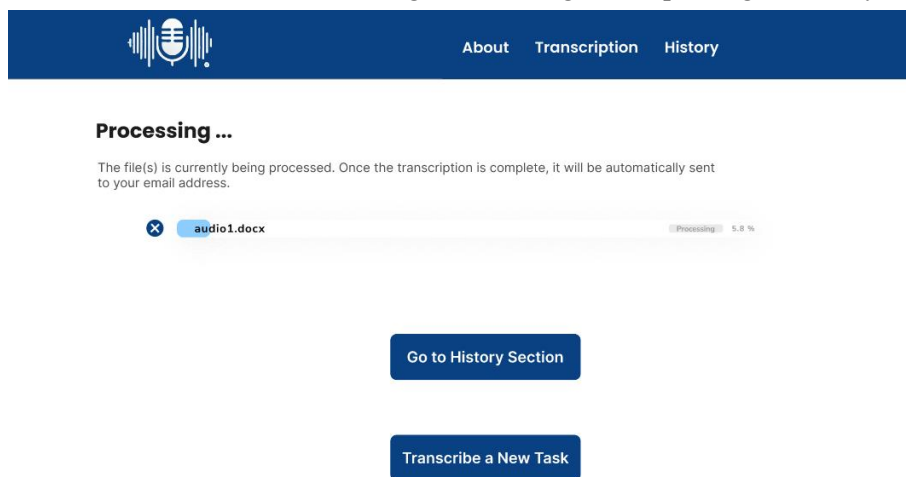 About Transcription History
Processing ...
The file(s) is currently being processed. Once the transcription is complete, it will be automatically sent
to your email address.
audio1.docx Processing 5.8 %
Go to History Section
Transcribe a New Task